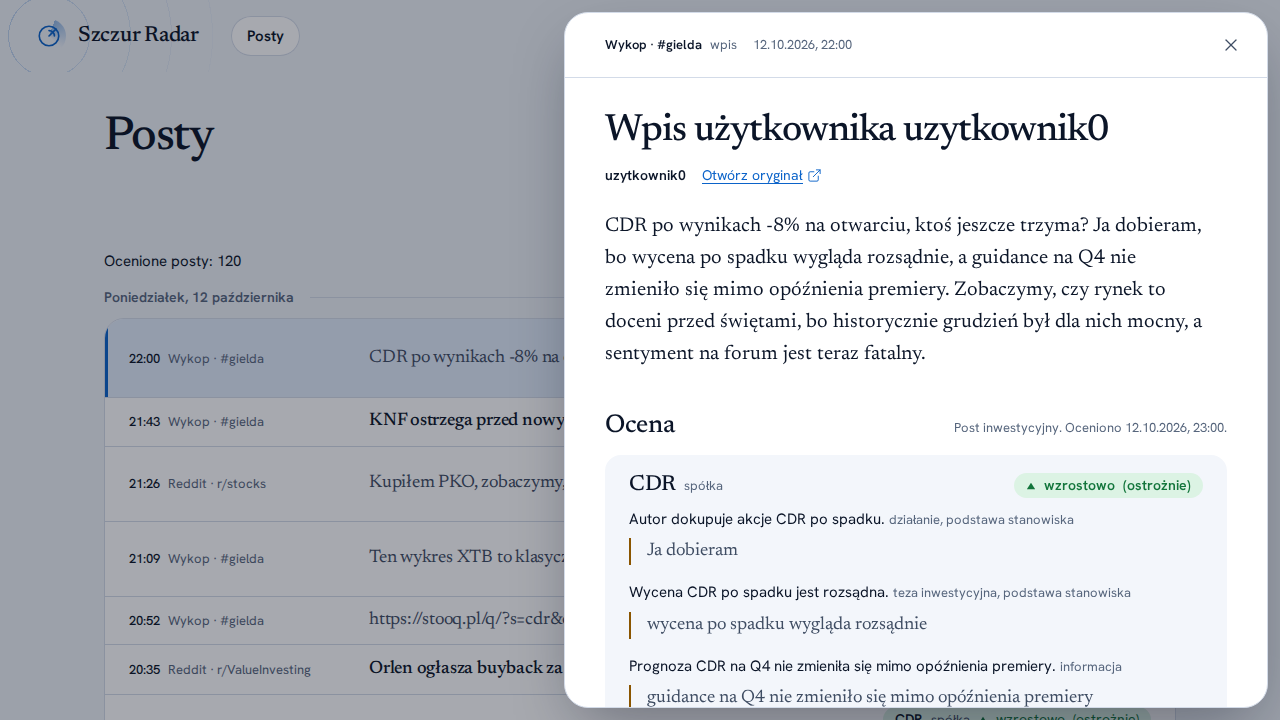 Szczur Radar
Posty
Posty
Ocenione posty: 120
Poniedziałek, 12 października
22:00 Wykop · #gielda CDR po wynikach -8% na
21:43 Wykop · #gielda KNF ostrzega przed nowy
21:26 Reddit · r/stocks Kupiłem PKO, zobaczymy,
21:09 Wykop · #gielda Ten wykres XTB to klasycz
20:52 Wykop · #gielda https://stooq.pl/q/?s=cdr&
20:35 Reddit · r/ValueInvesting Orlen ogłasza buyback za
Wykop · #gielda wpis 12.10.2026, 22:00
Wpis użytkownika uzytkownik0
uzytkownik0 Otwórz oryginał
CDR po wynikach -8% na otwarciu, ktoś jeszcze trzyma? Ja dobieram,
bo wycena po spadku wygląda rozsądnie, a guidance na Q4 nie
zmieniło się mimo opóźnienia premiery. Zobaczymy, czy rynek to
doceni przed świętami, bo historycznie grudzień był dla nich mocny, a
sentyment na forum jest teraz fatalny.
Ocena Post inwestycyjny. Oceniono 12.10.2026, 23:00.
CDR spółka ▲ wzrostowo (ostrożnie)
Autor dokupuje akcje CDR po spadku. działanie, podstawa stanowiska
Ja dobieram
Wycena CDR po spadku jest rozsądna. teza inwestycyjna, podstawa stanowiska
wycena po spadku wygląda rozsądnie
Prognoza CDR na Q4 nie zmieniła się mimo opóźnienia premiery. informacja
guidance na Q4 nie zmieniło się mimo opóźnienia premiery
CDR spółka ▲ wzrostowo (ostrożnie)